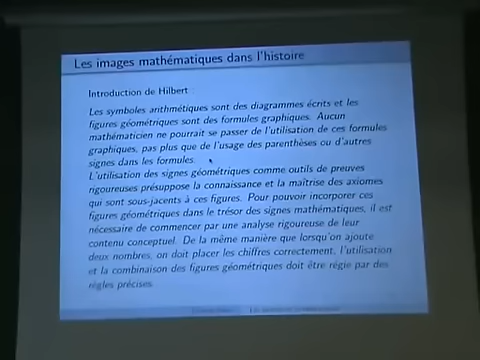 Les images mathématiques dans l'histoire
Introduction de Hilbert
Les symboles arithmétiques sont des diagrammes écrits et les
figures géométriques sont des formules graphiques. Aucun
mathématicien ne pourrait se passer de l'utilisation de ces formules
graphiques, pas plus que de l'usage des parenthèses ou d'autres
signes dans les formules.
L'utilisation des signes géométriques comme outils de preuves
rigoureuses présuppose la connaissance et la maîtrise des axiomes
qui sont sous-jacents à ces figures. Pour pouvoir incorporer ces
figures géométriques dans le trésor des signes mathématiques, il est
nécessaire de commencer par une analyse rigoureuse de leur
contenu conceptuel. De la même manière que lorsqu'on ajoute
deux nombres, on doit placer les chiffres correctement, l'utilisation
et la combinaison des figures géométriques doit être régie par des
règles précises.